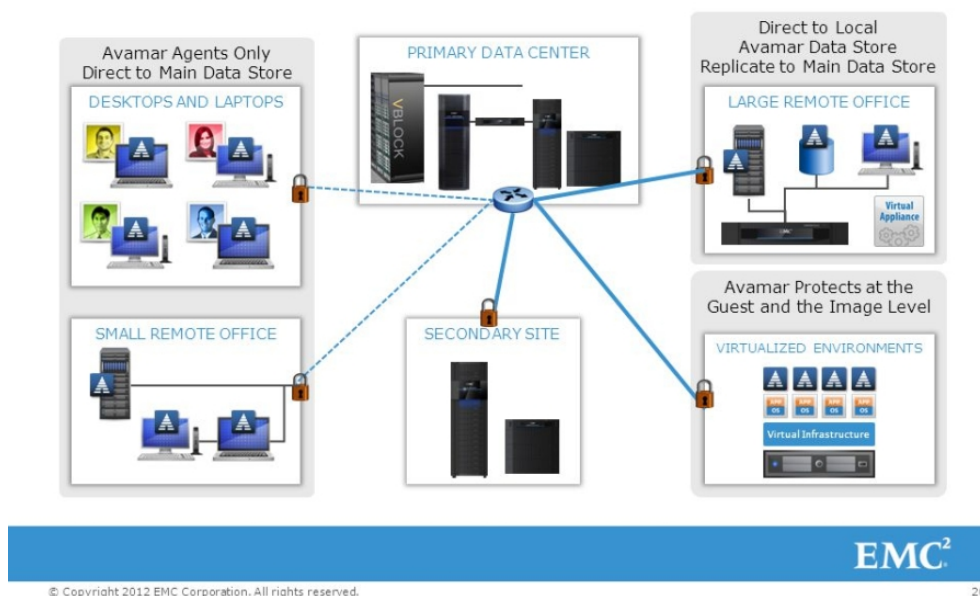 Avamar Agents Only
Direct to Main Data Store
DESKTOPS AND LAPTOPS
SMALL REMOTE OFFICE
PRIMARY DATA CENTER
VBLOCK
SECONDARY SITE
Direct to Local
Avamar Data Store
Replicate to Main Data Store
LARGE REMOTE OFFICE
Virtual
Appliance
Avamar Protects at the
Guest and the Image Level
VIRTUALIZED ENVIRONMENTS
APP APP APP APP
OS OS OS OS
Virtual Infrastructure
EMC²
© Copyright 2012 EMC Corporation. All rights reserved.